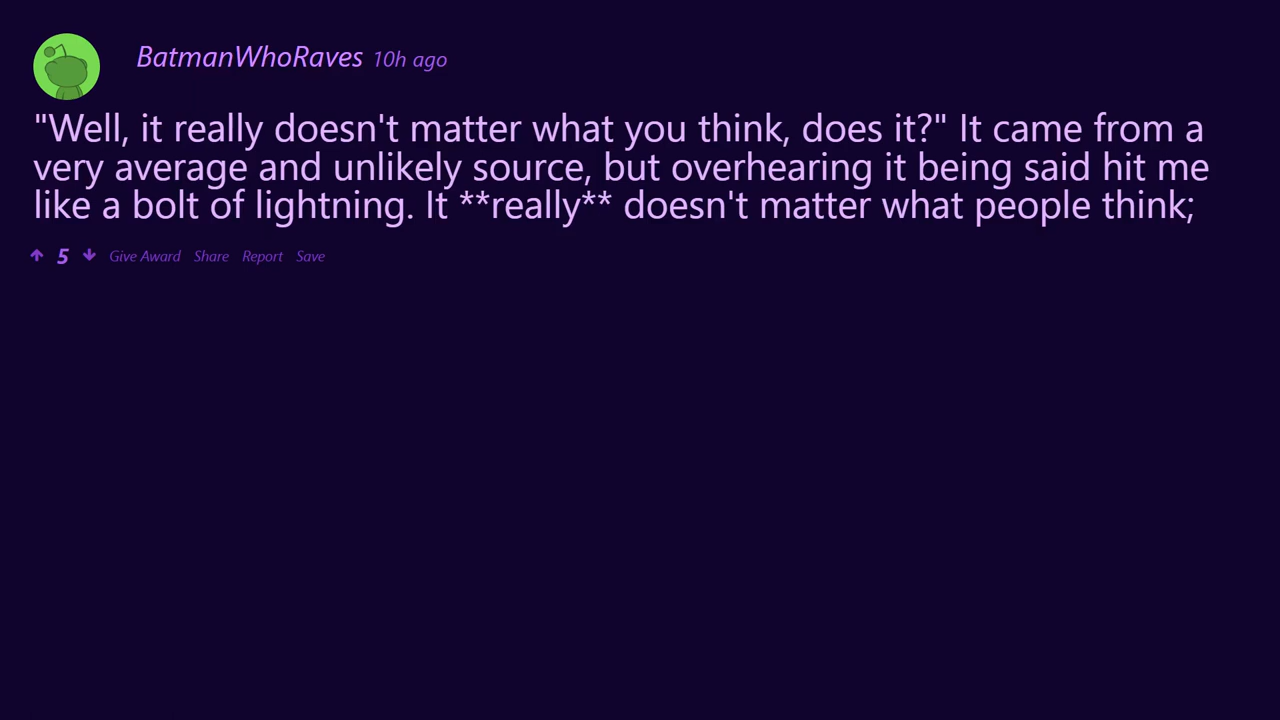 BatmanWhoRaves 10h ago
"Well, it really doesn't matter what you think, does it?" It came from a
very average and unlikely source, but overhearing it being said hit me
like a bolt of lightning. It **really** doesn't matter what people think;
5 Give Award Share Report Save